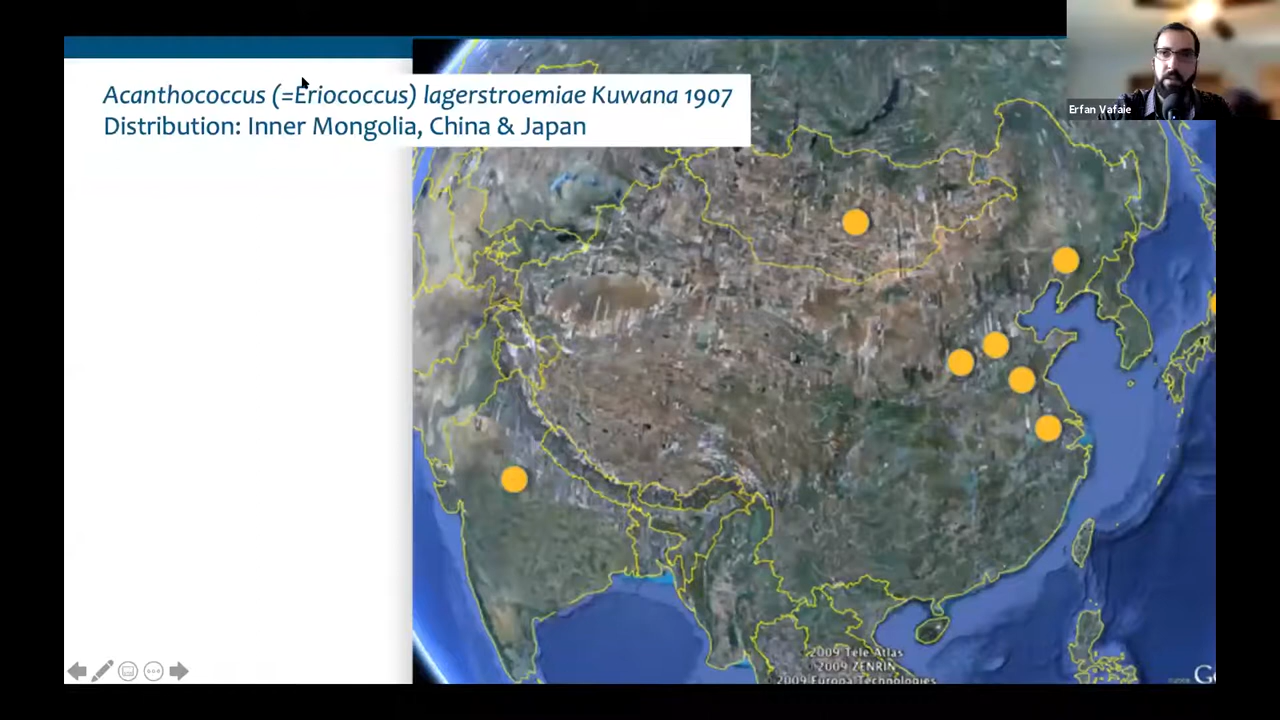 Acanthococcus (=Eriococcus) lagerstroemiae Kuwana 1907
Distribution: Inner Mongolia, China & Japan
Erfan Vafaie
2009 Tele Atlas
©2009 ZENRIN
2009 Europa Technologies